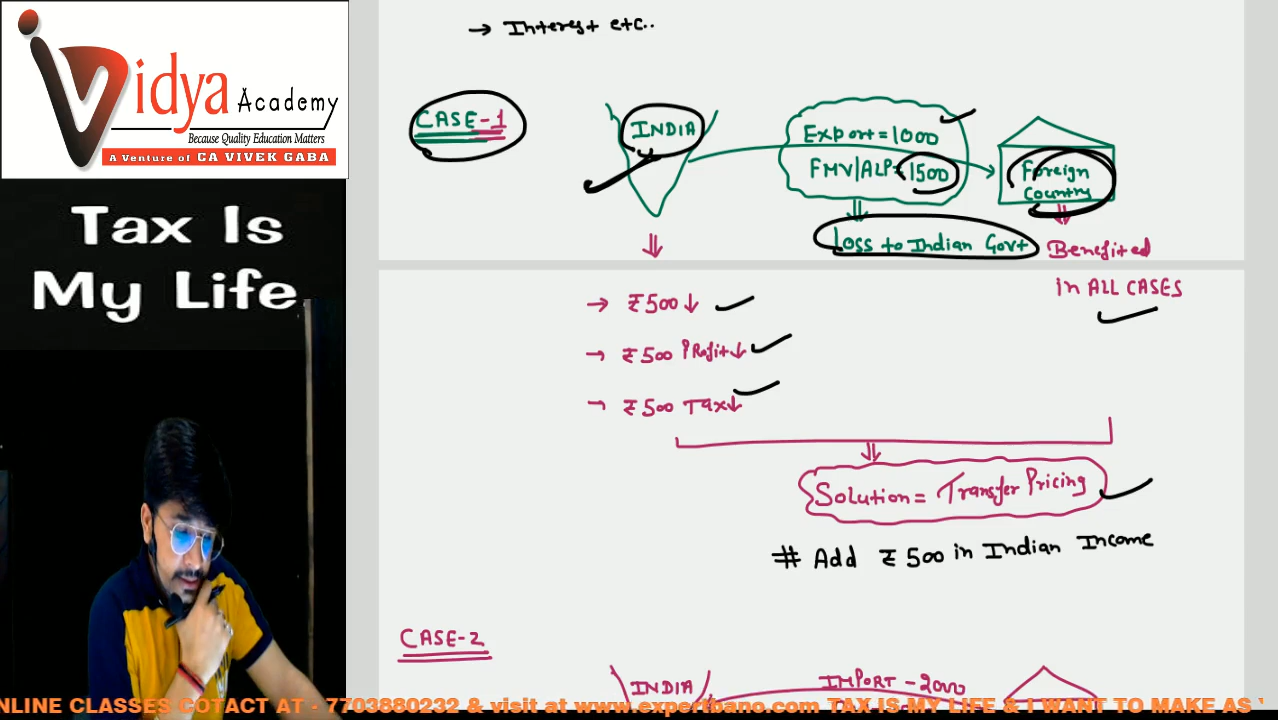 Vidya Academy
Because Quality Education Matters
A Venture of CA VIVEK GABA
Tax Is
My Life
→ Interest etc..
CASE-1
INDIA
Export = 1000
FMV/ALP = 1500
Foreign
Country
Loss to Indian Govt
Benefited
in ALL CASES
→ ₹500↓
→ ₹500 Profit↓
→ ₹500 Tax↓
Solution = Transfer Pricing
# Add ₹500 in Indian Income
CASE-2
INDIA
IMPORT - 2000
NLINE CLASSES COTACT AT - 7703880232 & visit at www.expertbano.com TAX IS MY LIFE & I WANT TO MAKE AS